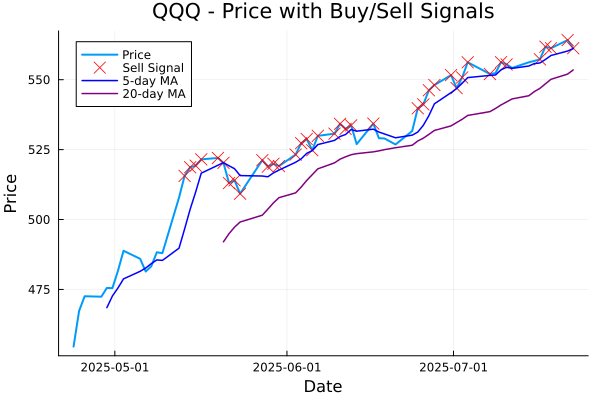 QQQ - Price with Buy/Sell Signals
Price
Sell Signal
5-day MA
20-day MA
550
525
500
475
Price
2025-05-01
2025-06-01
2025-07-01
Date